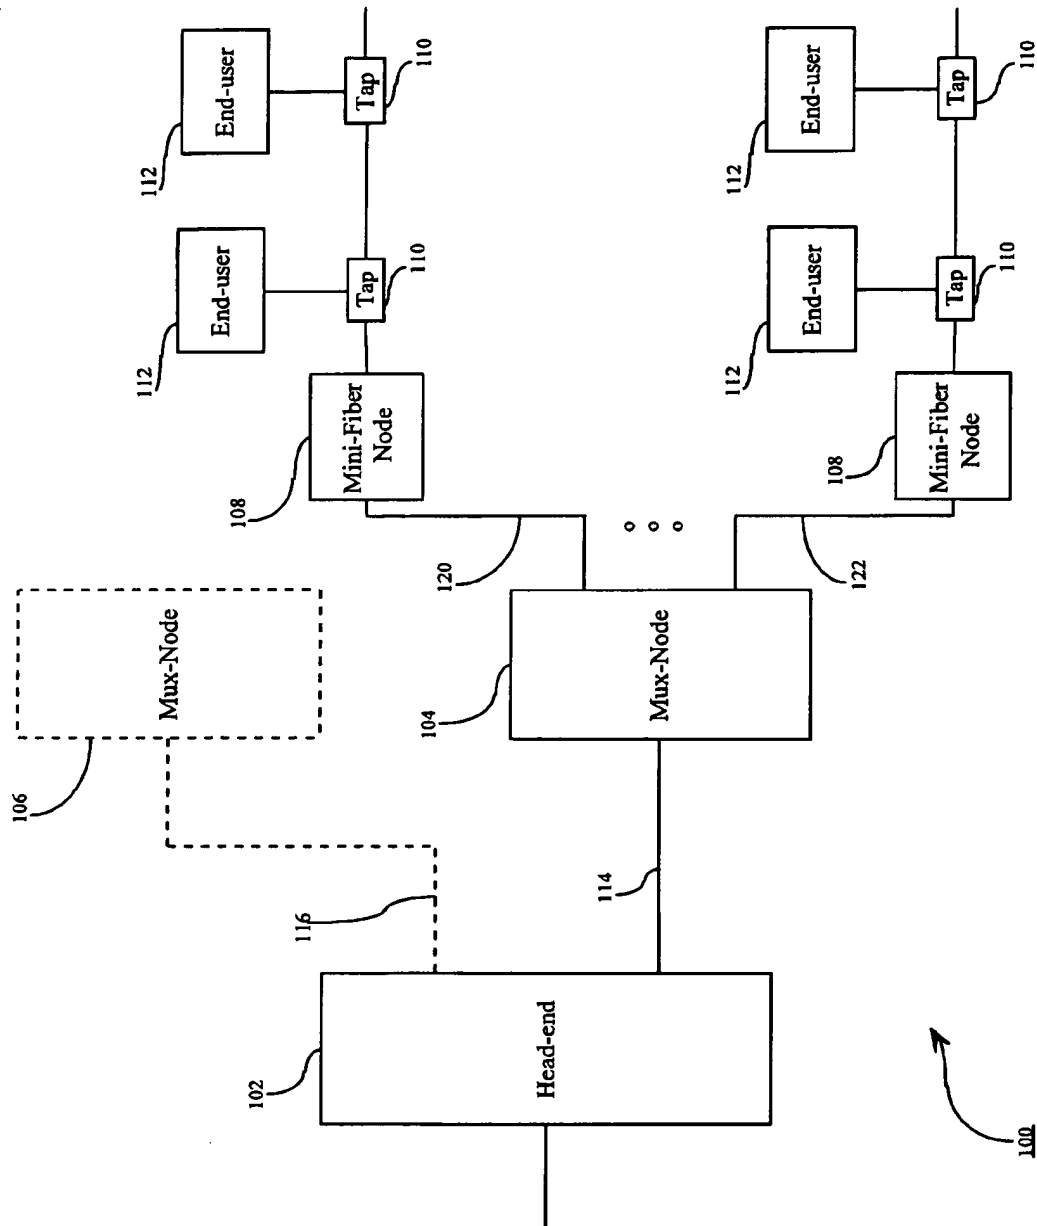 106
112
112
Mux-Node
End-user
End-user
108
102
116
Mini-Fiber
Node
Tap
Tap
110
110
104
120
Head-end
114
Mux-Node
112
112
End-user
End-user
108
122
Mini-Fiber
Node
Tap
Tap
110
110
100